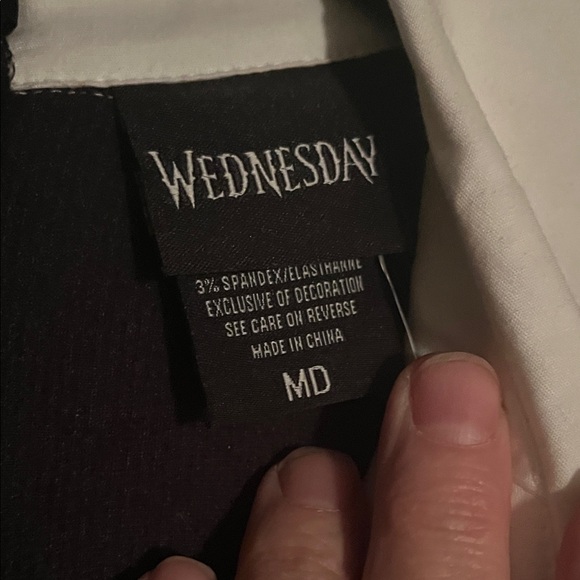 WEDNESDAY
3% SPANDEX/ELASTHANNE
EXCLUSIVE OF DECORATION
SEE CARE ON REVERSE
MADE IN CHINA
MD